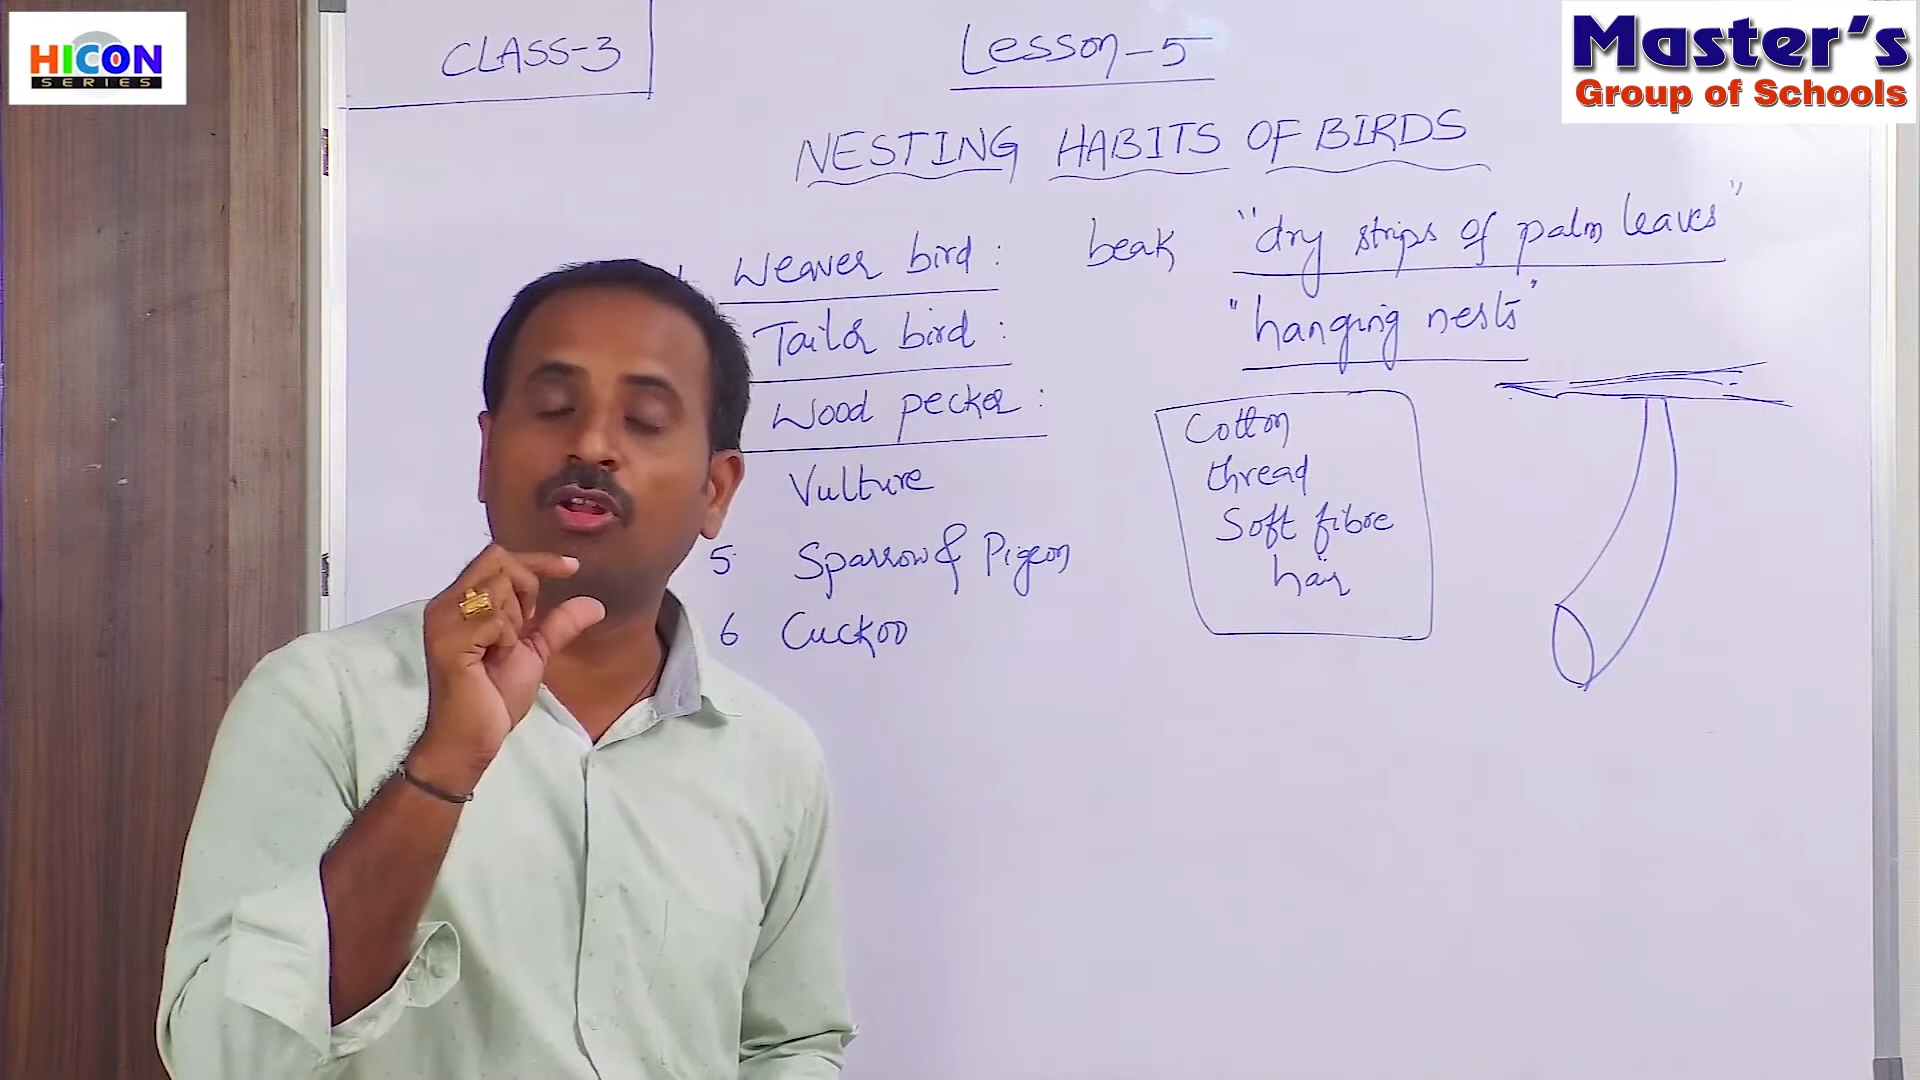 HICON
SERIES
Master's
Group of Schools
CLASS-3
Lesson-5
NESTING HABITS OF BIRDS
Weaver bird : beak "dry strips of palm leaves"
Tailor bird : "hanging nests"
Wood pecker :
Vulture
5 Sparrow & Pigeon
6 Cuckoo
Cotton
thread
Soft fibre
hair